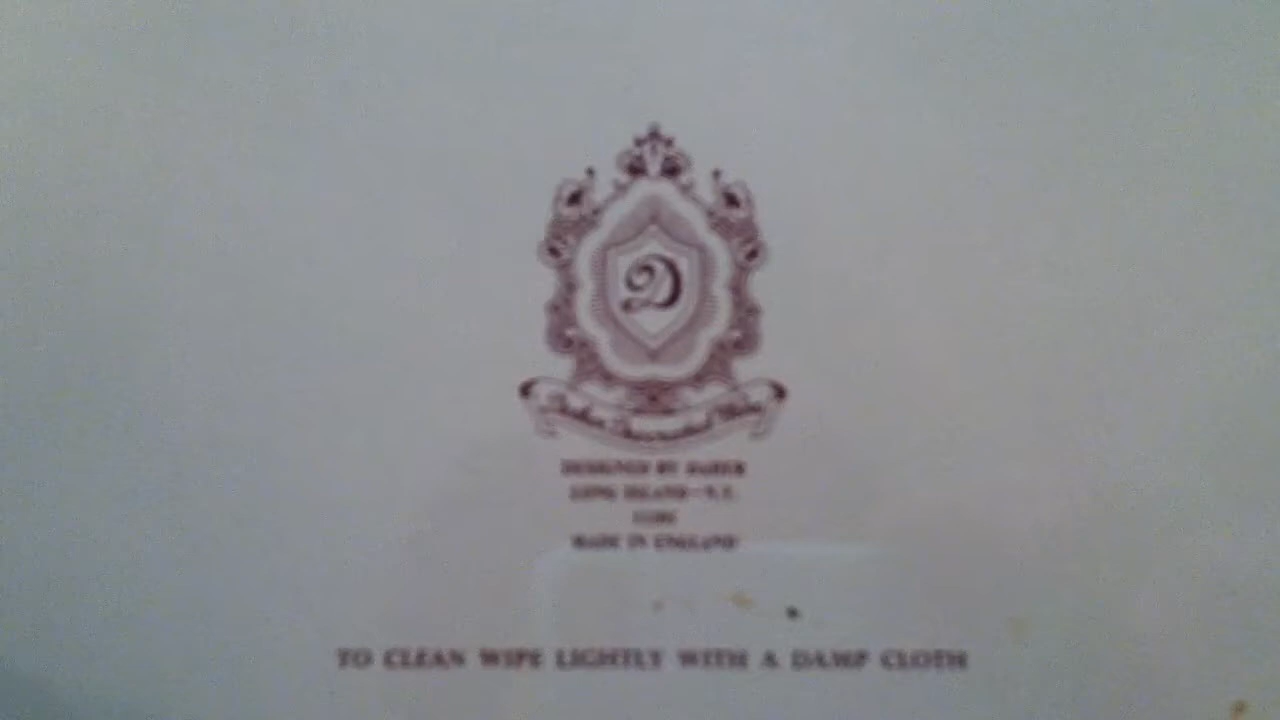 D
DESIGNED BY DAHER
LONG ISLAND-N.Y.
MADE IN ENGLAND
TO CLEAN WIPE LIGHTLY WITH A DAMP CLOTH